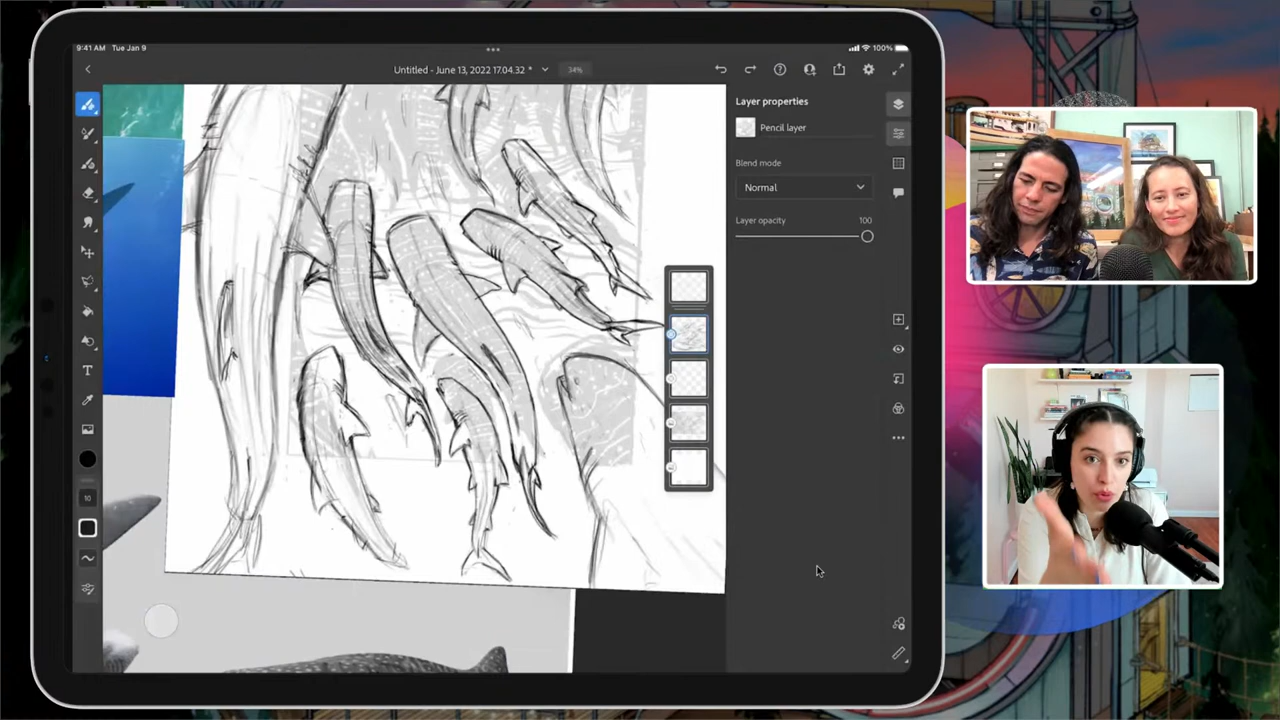 9:41 AM Tue Jan 9
100%
Untitled - June 13, 2022 17.04.32 *
34%
Layer properties
Pencil layer
Blend mode
Normal
Layer opacity
100
T
10